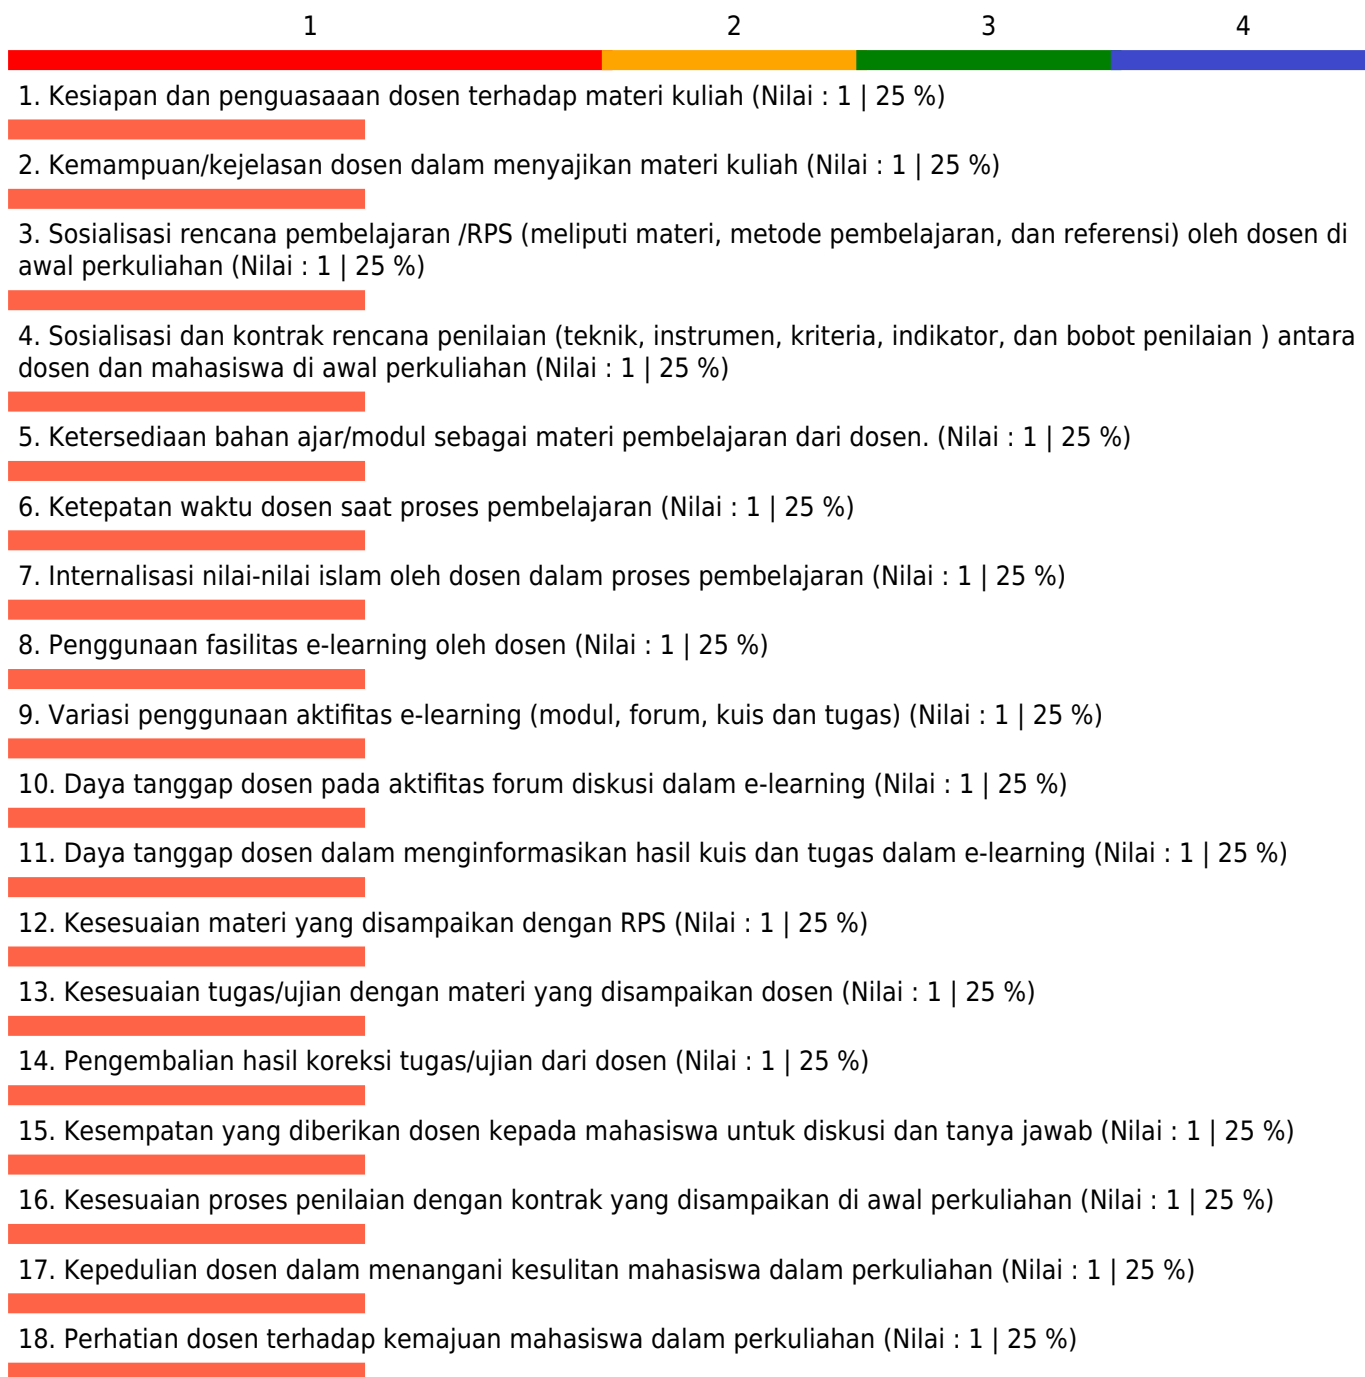 1 2 3 4
1. Kesiapan dan penguasaaan dosen terhadap materi kuliah (Nilai : 1 | 25 %)
2. Kemampuan/kejelasan dosen dalam menyajikan materi kuliah (Nilai : 1 | 25 %)
3. Sosialisasi rencana pembelajaran /RPS (meliputi materi, metode pembelajaran, dan referensi) oleh dosen di
awal perkuliahan (Nilai : 1 | 25 %)
4. Sosialisasi dan kontrak rencana penilaian (teknik, instrumen, kriteria, indikator, dan bobot penilaian ) antara
dosen dan mahasiswa di awal perkuliahan (Nilai : 1 | 25 %)
5. Ketersediaan bahan ajar/modul sebagai materi pembelajaran dari dosen. (Nilai : 1 | 25 %)
6. Ketepatan waktu dosen saat proses pembelajaran (Nilai : 1 | 25 %)
7. Internalisasi nilai-nilai islam oleh dosen dalam proses pembelajaran (Nilai : 1 | 25 %)
8. Penggunaan fasilitas e-learning oleh dosen (Nilai : 1 | 25 %)
9. Variasi penggunaan aktifitas e-learning (modul, forum, kuis dan tugas) (Nilai : 1 | 25 %)
10. Daya tanggap dosen pada aktifitas forum diskusi dalam e-learning (Nilai : 1 | 25 %)
11. Daya tanggap dosen dalam menginformasikan hasil kuis dan tugas dalam e-learning (Nilai : 1 | 25 %)
12. Kesesuaian materi yang disampaikan dengan RPS (Nilai : 1 | 25 %)
13. Kesesuaian tugas/ujian dengan materi yang disampaikan dosen (Nilai : 1 | 25 %)
14. Pengembalian hasil koreksi tugas/ujian dari dosen (Nilai : 1 | 25 %)
15. Kesempatan yang diberikan dosen kepada mahasiswa untuk diskusi dan tanya jawab (Nilai : 1 | 25 %)
16. Kesesuaian proses penilaian dengan kontrak yang disampaikan di awal perkuliahan (Nilai : 1 | 25 %)
17. Kepedulian dosen dalam menangani kesulitan mahasiswa dalam perkuliahan (Nilai : 1 | 25 %)
18. Perhatian dosen terhadap kemajuan mahasiswa dalam perkuliahan (Nilai : 1 | 25 %)